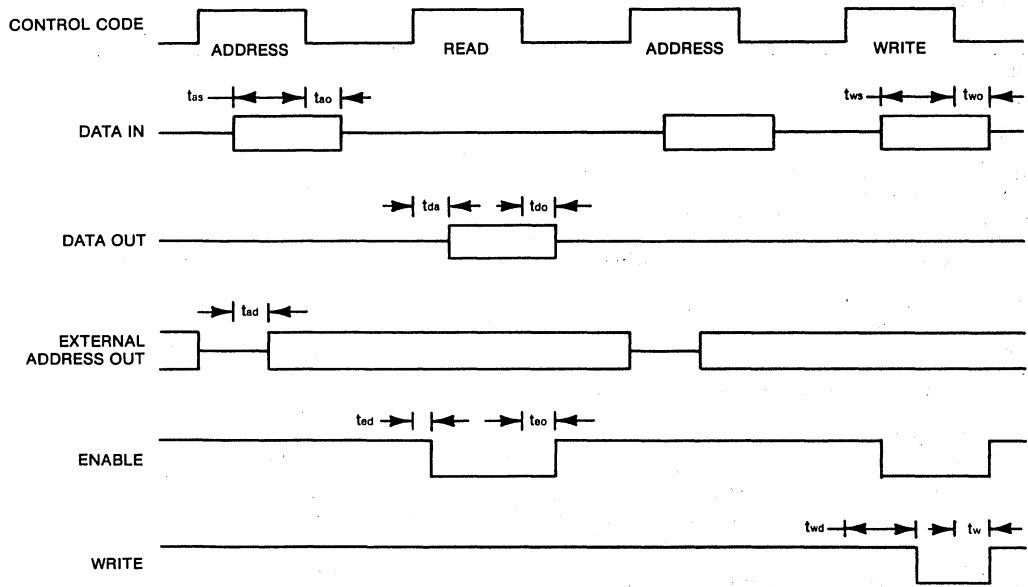 CONTROL CODE
ADDRESS READ ADDRESS WRITE
tas tao tws two
DATA IN
tda tdo
DATA OUT
tad
EXTERNAL
ADDRESS OUT
ted teo
ENABLE
twd tw
WRITE